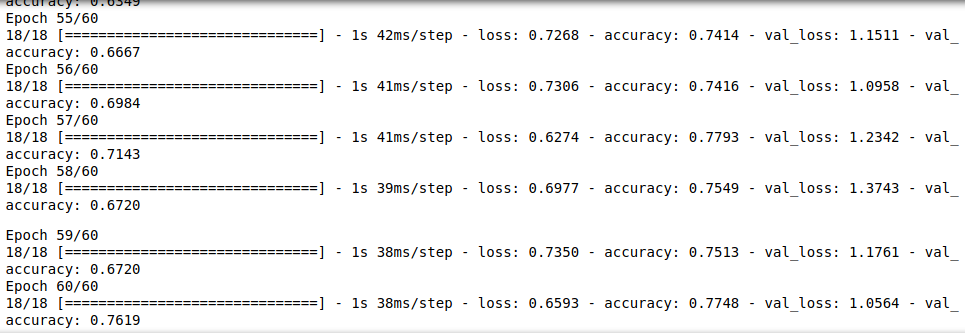 accuracy: 0.6349
Epoch 55/60
18/18 [==============================] - 1s 42ms/step - loss: 0.7268 - accuracy: 0.7414 - val_loss: 1.1511 - val_
accuracy: 0.6667
Epoch 56/60
18/18 [==============================] - 1s 41ms/step - loss: 0.7306 - accuracy: 0.7416 - val_loss: 1.0958 - val_
accuracy: 0.6984
Epoch 57/60
18/18 [==============================] - 1s 41ms/step - loss: 0.6274 - accuracy: 0.7793 - val_loss: 1.2342 - val_
accuracy: 0.7143
Epoch 58/60
18/18 [==============================] - 1s 39ms/step - loss: 0.6977 - accuracy: 0.7549 - val_loss: 1.3743 - val_
accuracy: 0.6720
Epoch 59/60
18/18 [==============================] - 1s 38ms/step - loss: 0.7350 - accuracy: 0.7513 - val_loss: 1.1761 - val_
accuracy: 0.6720
Epoch 60/60
18/18 [==============================] - 1s 38ms/step - loss: 0.6593 - accuracy: 0.7748 - val_loss: 1.0564 - val_
accuracy: 0.7619